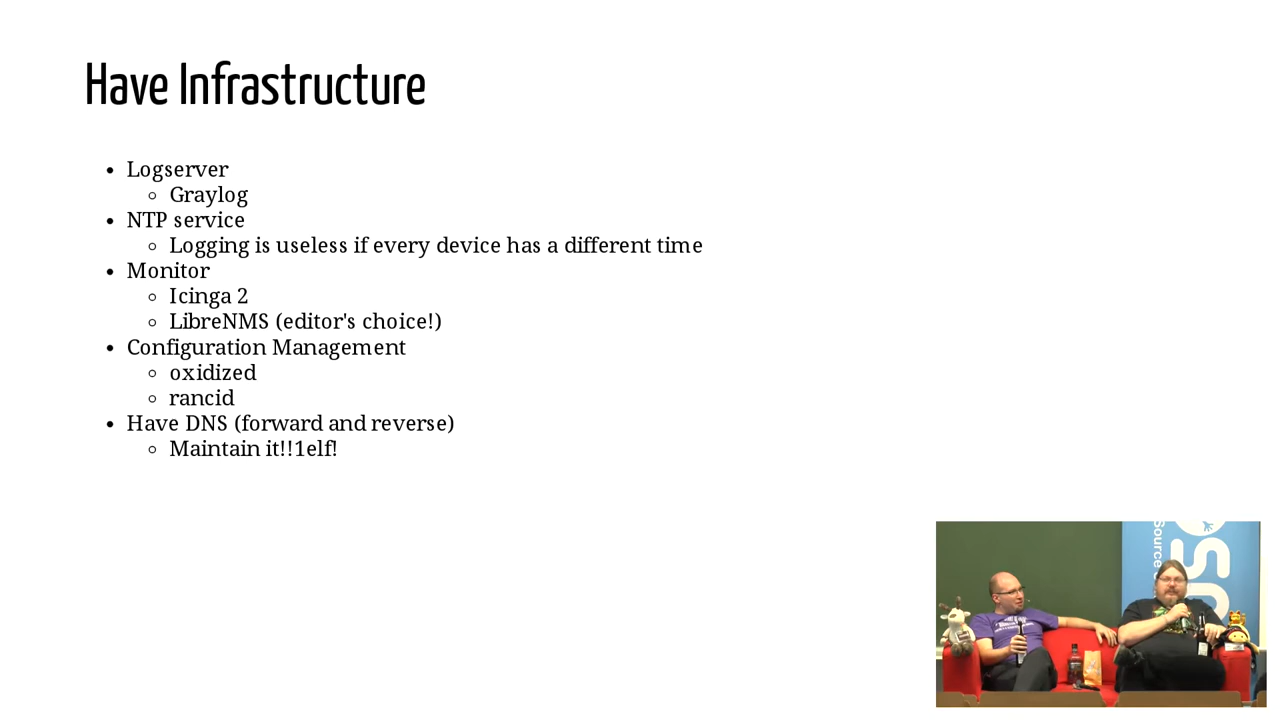 Have Infrastructure
Logserver
Graylog
NTP service
Logging is useless if every device has a different time
Monitor
Icinga 2
LibreNMS (editor's choice!)
Configuration Management
oxidized
rancid
Have DNS (forward and reverse)
Maintain it!!1elf!
Source